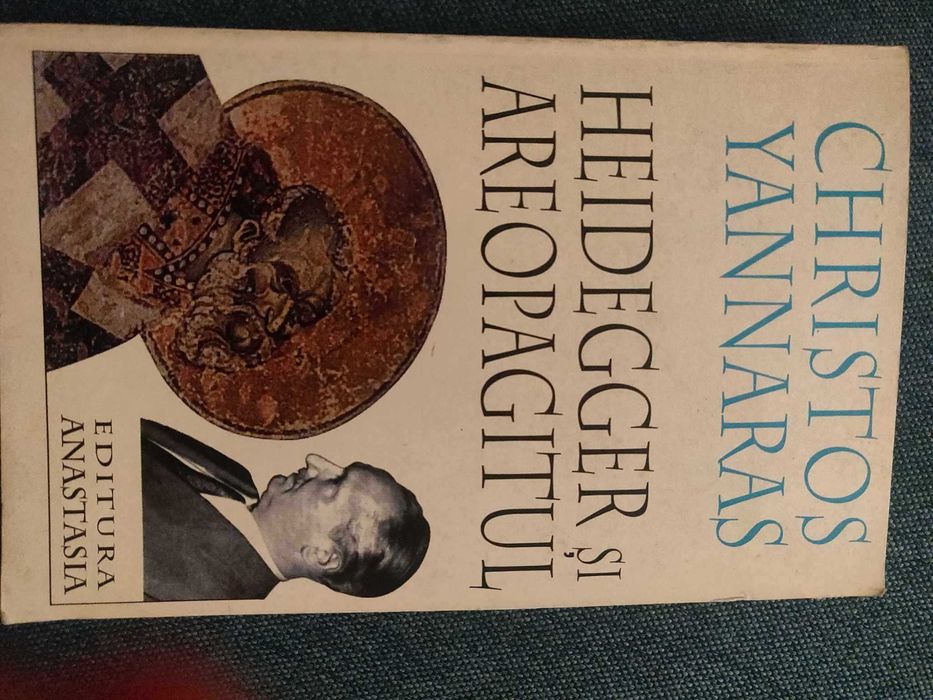 CHRISTOS
YANNARAS
HEIDEGGER ȘI
AREOPAGITUL
EDITURA
ANASTASIA